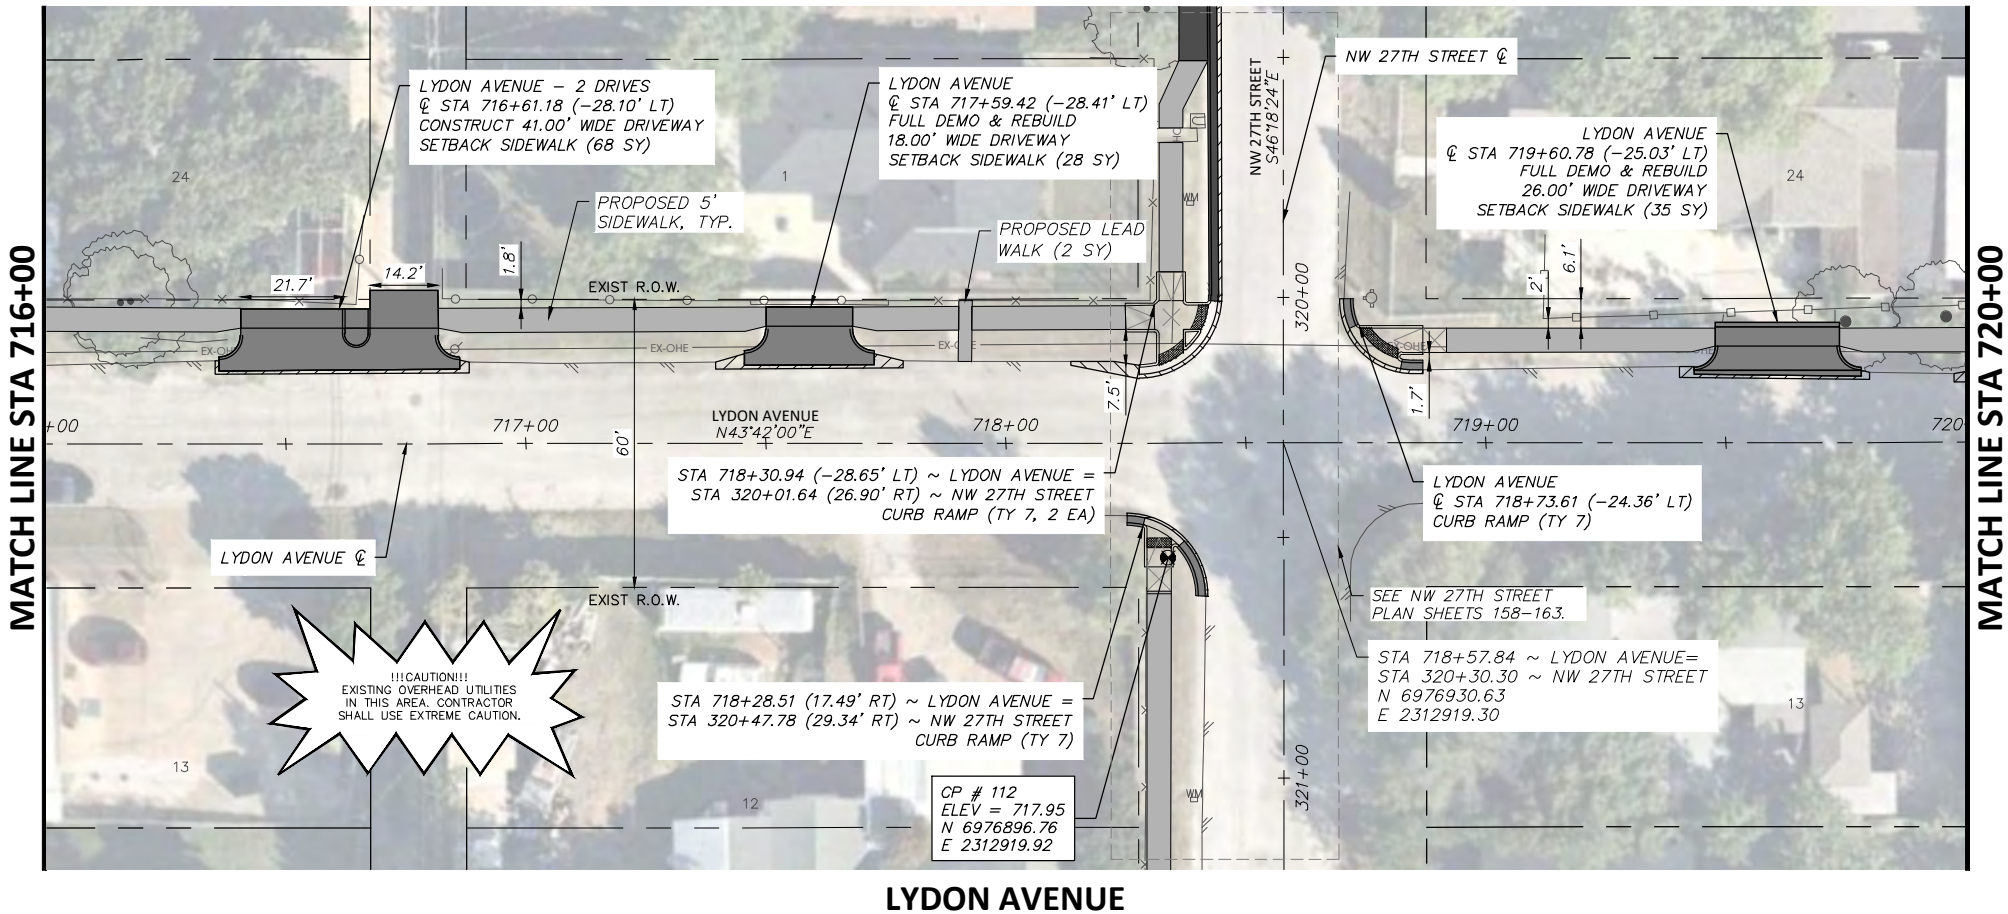 MATCH LINE STA 716+00
LYDON AVENUE – 2 DRIVES
℄ STA 716+61.18 (−28.10' LT)
CONSTRUCT 41.00' WIDE DRIVEWAY
SETBACK SIDEWALK (68 SY)
LYDON AVENUE
℄ STA 717+59.42 (−28.41' LT)
FULL DEMO & REBUILD
18.00' WIDE DRIVEWAY
SETBACK SIDEWALK (28 SY)
NW 27TH STREET
S46°18'24"E
NW 27TH STREET ℄
LYDON AVENUE
℄ STA 719+60.78 (−25.03' LT)
FULL DEMO & REBUILD
26.00' WIDE DRIVEWAY
SETBACK SIDEWALK (35 SY)
24
1
24
PROPOSED 5'
SIDEWALK, TYP.
PROPOSED LEAD
WALK (2 SY)
WM
21.7'
14.2'
1.8'
EXIST R.O.W.
320+00
2'
6.1'
EX-OHE
EX-OHE
EX-OHE
EX-OHE
7.5'
1.7'
+00
717+00
LYDON AVENUE
N43°42'00"E
718+00
719+00
720
60'
STA 718+30.94 (−28.65' LT) ~ LYDON AVENUE =
STA 320+01.64 (26.90' RT) ~ NW 27TH STREET
CURB RAMP (TY 7, 2 EA)
LYDON AVENUE
℄ STA 718+73.61 (−24.36' LT)
CURB RAMP (TY 7)
LYDON AVENUE ℄
EXIST R.O.W.
SEE NW 27TH STREET
PLAN SHEETS 158–163.
!!!CAUTION!!!
EXISTING OVERHEAD UTILITIES
IN THIS AREA. CONTRACTOR
SHALL USE EXTREME CAUTION.
STA 718+57.84 ~ LYDON AVENUE=
STA 320+30.30 ~ NW 27TH STREET
N 6976930.63
E 2312919.30
STA 718+28.51 (17.49' RT) ~ LYDON AVENUE =
STA 320+47.78 (29.34' RT) ~ NW 27TH STREET
CURB RAMP (TY 7)
13
12
13
321+00
WM
CP # 112
ELEV = 717.95
N 6976896.76
E 2312919.92
MATCH LINE STA 720+00
LYDON AVENUE